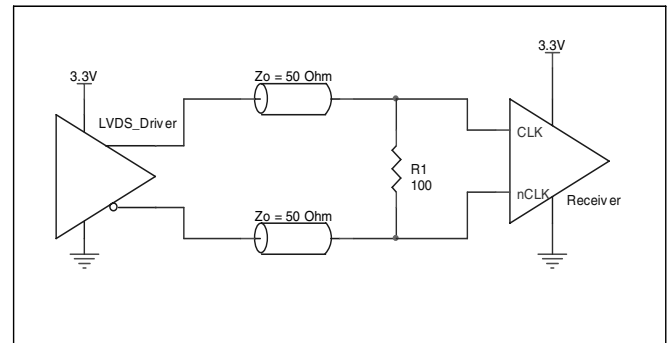 3.3V
Zo = 50 Ohm
3.3V
LVDS_Driver
CLK
R1
100
nCLK
Receiver
Zo = 50 Ohm